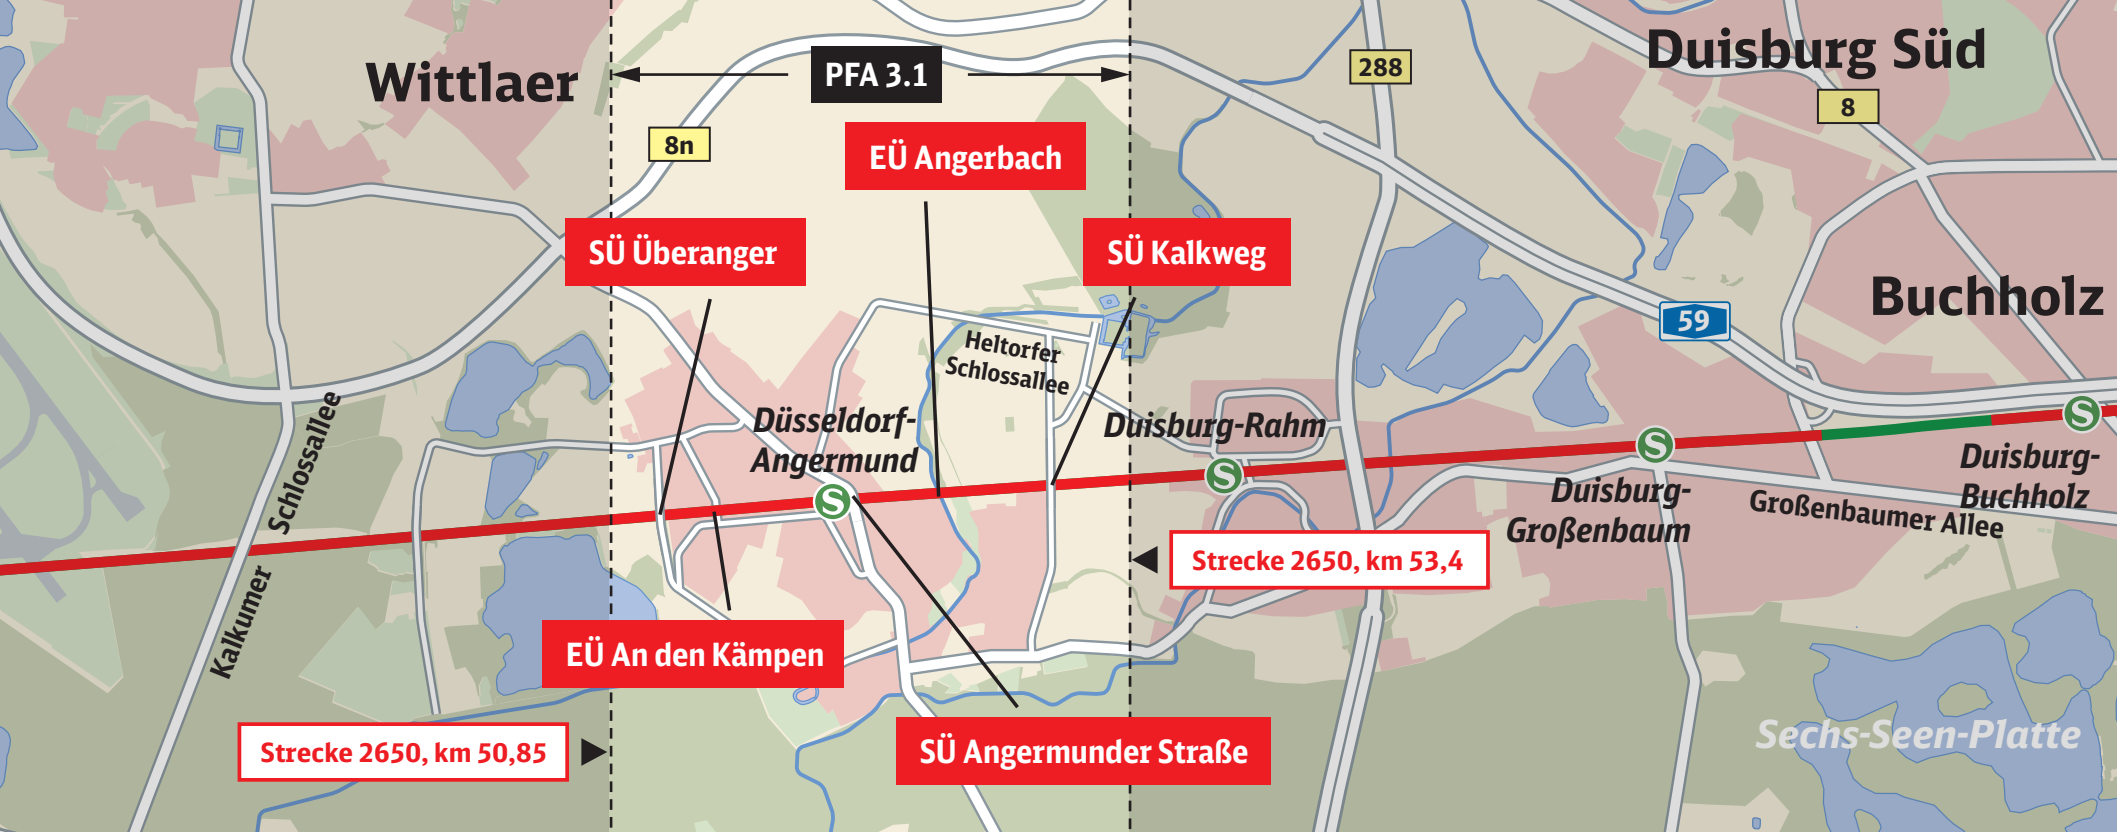 Duisburg Süd
Wittlaer
PFA 3.1
288
8
8n
EÜ Angerbach
SÜ Überanger
SÜ Kalkweg
Buchholz
59
Heltorfer
Schlossallee
Düsseldorf-
Angermund
Duisburg-Rahm
S
S
S
S
Duisburg-
Buchholz
Duisburg-
Großenbaum
Großenbaumer Allee
Kalkumer Schlossallee
Strecke 2650, km 53,4
EÜ An den Kämpen
Strecke 2650, km 50,85
SÜ Angermunder Straße
Sechs-Seen-Platte